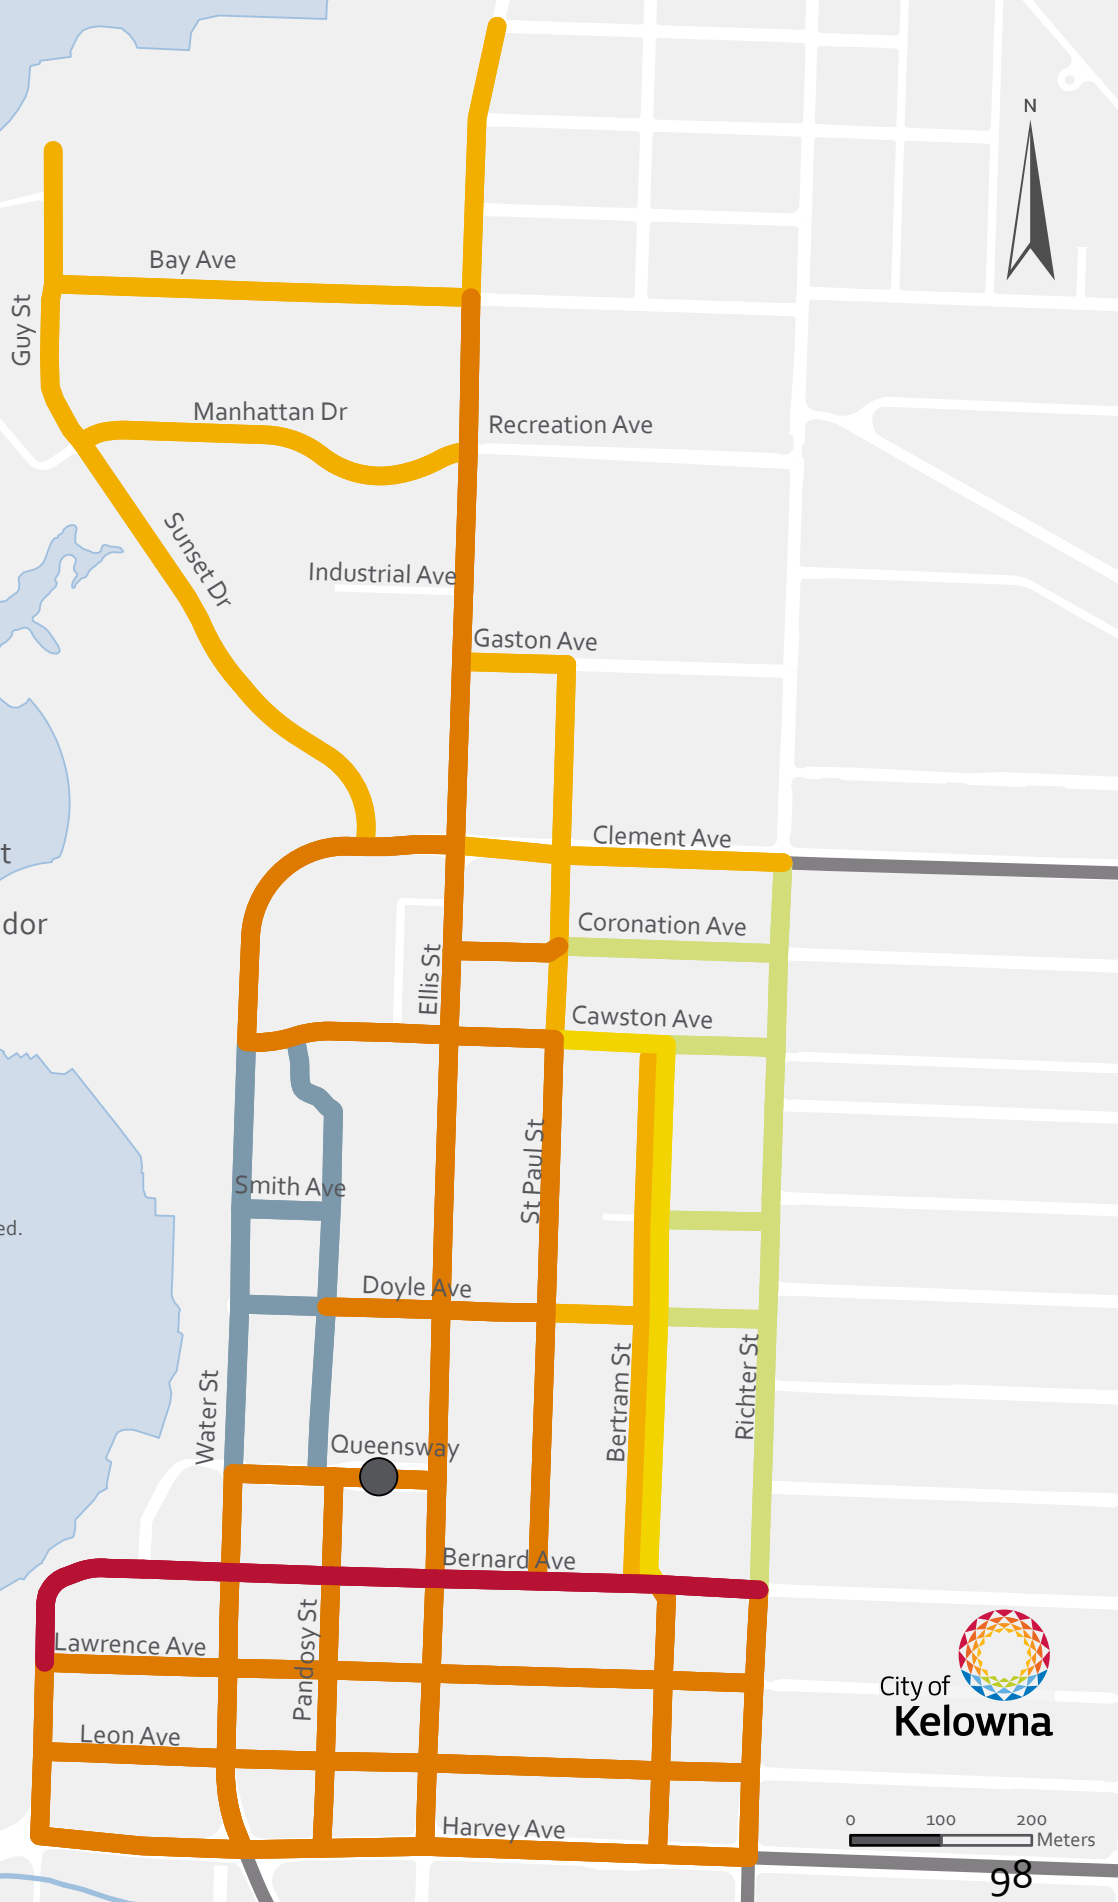 N
Bay Ave
Guy St
Manhattan Dr
Recreation Ave
Sunset Dr
Industrial Ave
Gaston Ave
Clement Ave
t
dor
Coronation Ave
Ellis St
Cawston Ave
St Paul St
Smith Ave
ed.
Doyle Ave
Water St
Bertram St
Richter St
Queensway
Bernard Ave
Pandosy St
Lawrence Ave
City of
Kelowna
Leon Ave
Harvey Ave
0 100 200
Meters
98